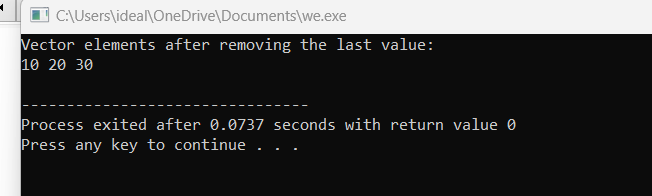 C:\Users\ideal\OneDrive\Documents\we.exe
Vector elements after removing the last value:
10 20 30
--------------------------------
Process exited after 0.0737 seconds with return value 0
Press any key to continue . . .